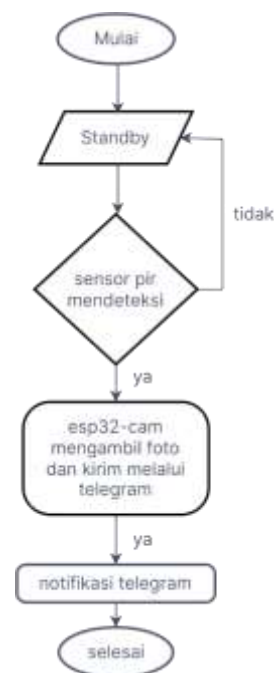 Mulai
Standby
tidak
sensor pir
mendeteksi
ya
esp32-cam
mengambil foto
dan kirim melalui
telegram
ya
notifikasi telegram
selesai